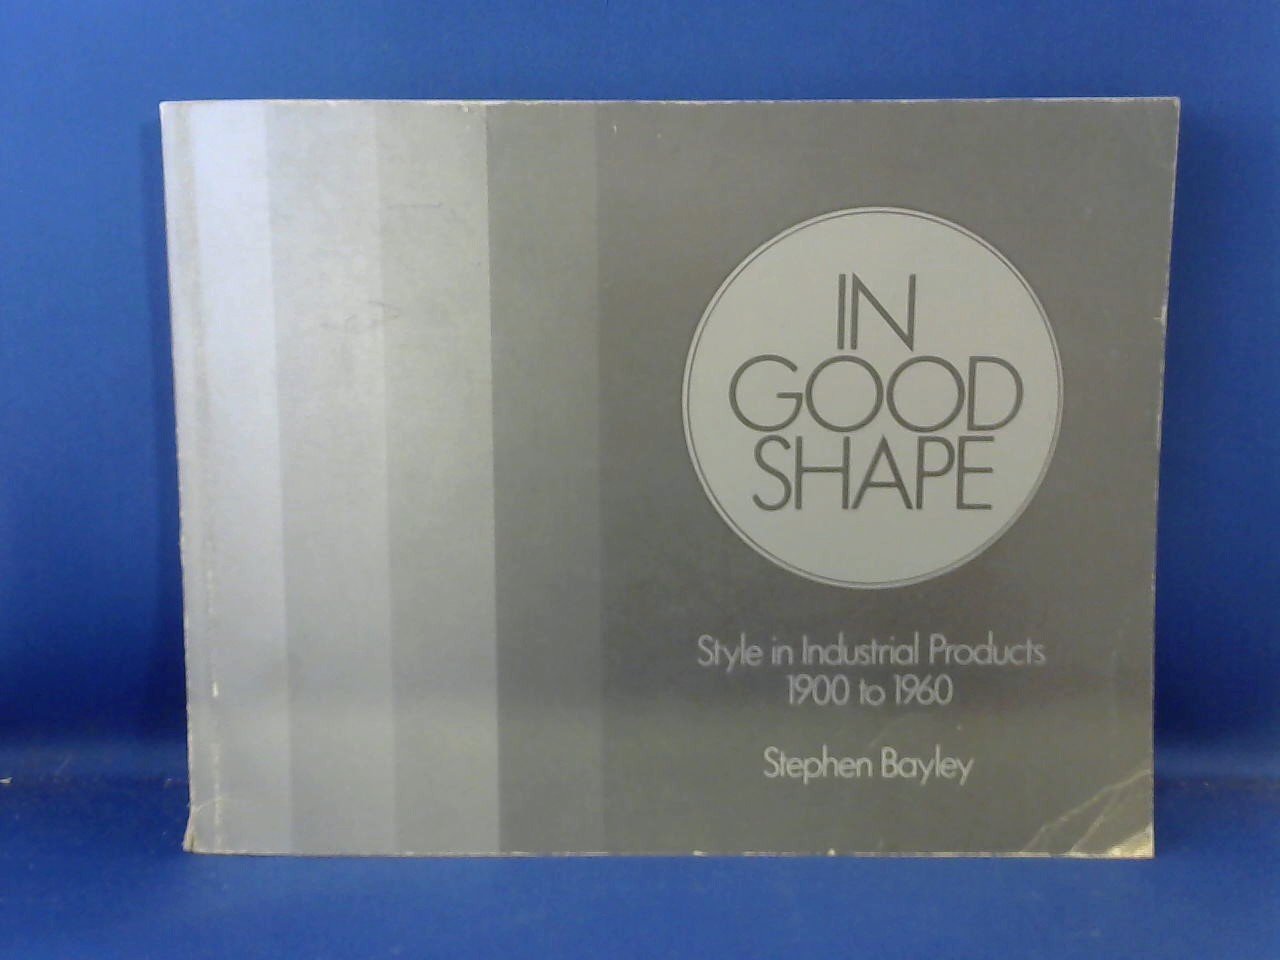 IN
GOOD
SHAPE
Style in Industrial Products
1900 to 1960
Stephen Bayley